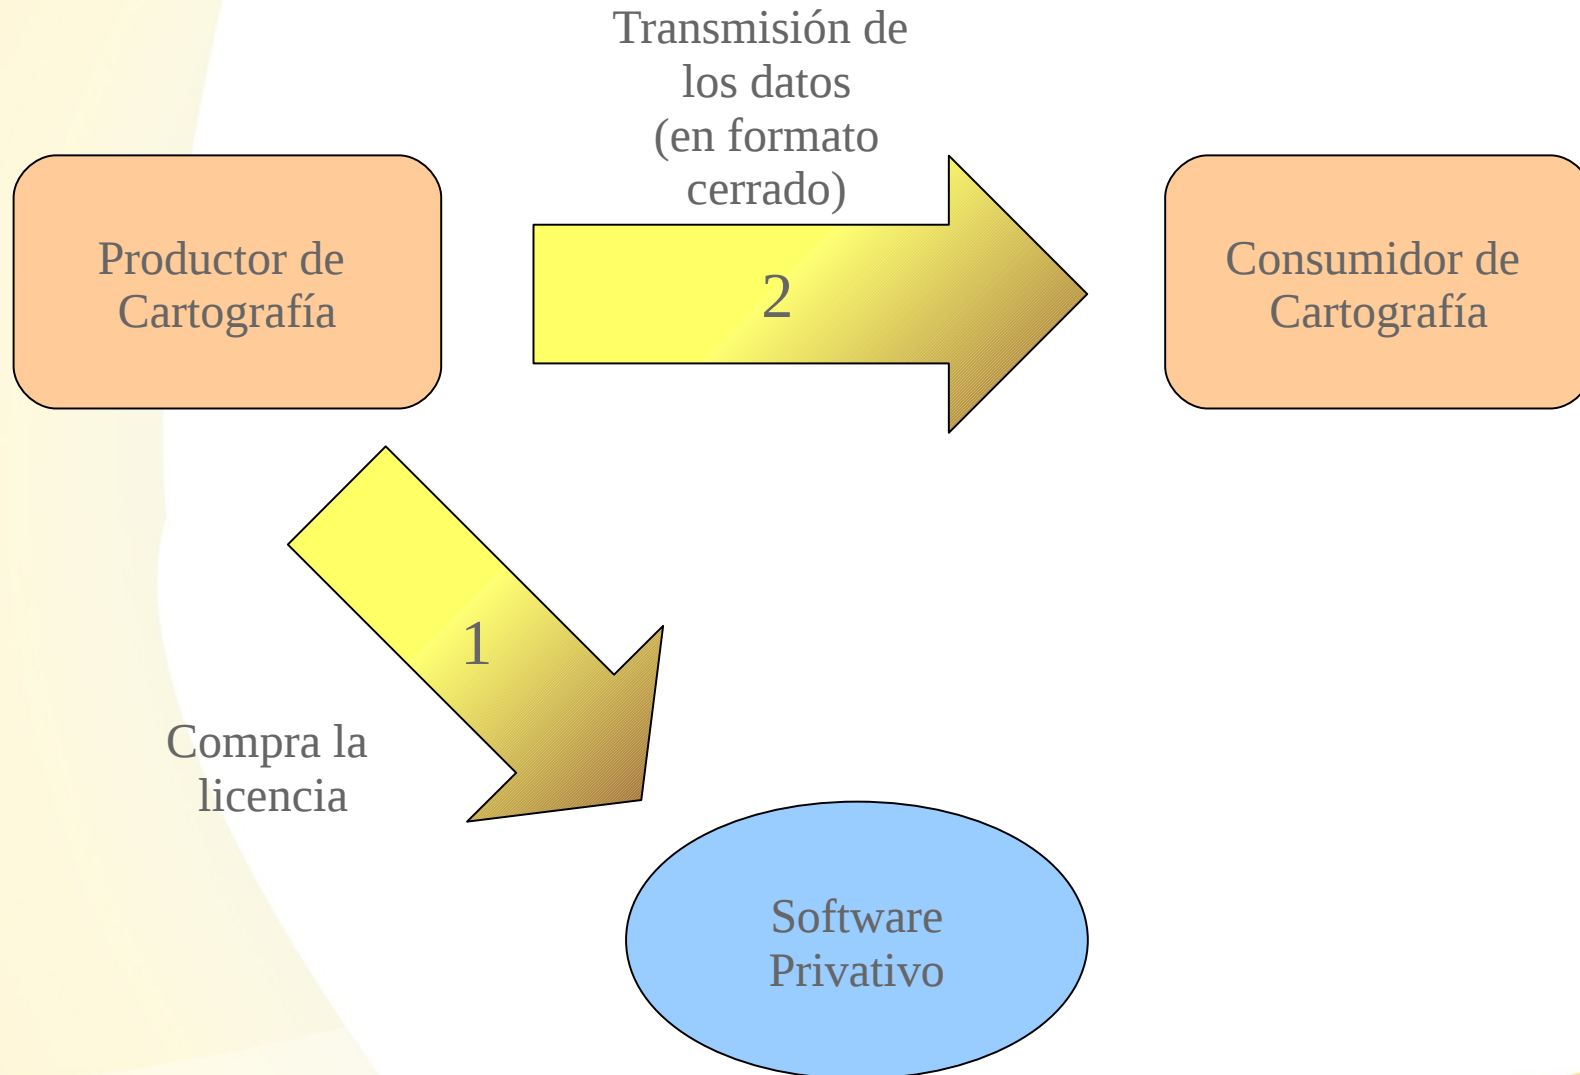 Transmisión de
los datos
(en formato
cerrado)
Productor de
Cartografía
2
Consumidor de
Cartografía
1
Compra la
licencia
Software
Privativo